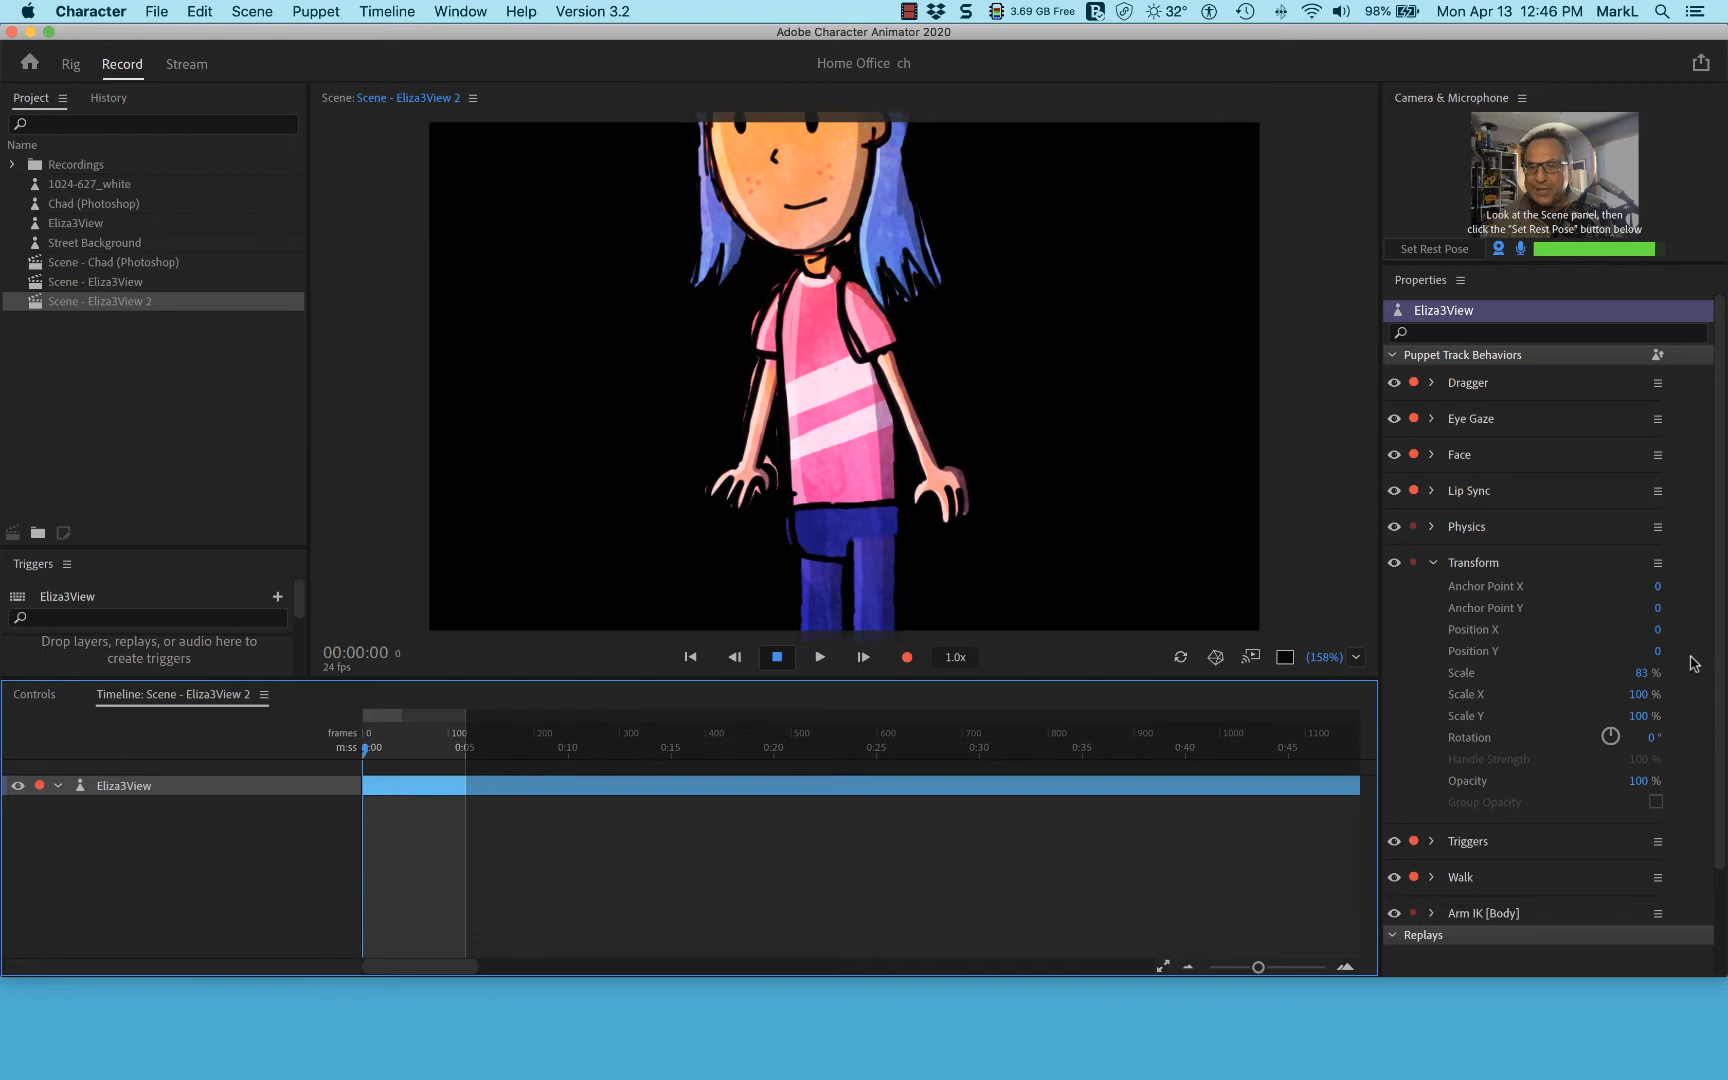 Character File Edit Scene Puppet Timeline Window Help Version 3.2 3.69 GB Free 32° 98% Mon Apr 13 12:46 PM MarkL
Adobe Character Animator 2020
Rig Record Stream Home Office ch
Project History
Name
Recordings
1024-627_white
Chad (Photoshop)
Eliza3View
Street Background
Scene - Chad (Photoshop)
Scene - Eliza3View
Scene - Eliza3View 2
Triggers
Eliza3View
Drop layers, replays, or audio here to
create triggers
Scene: Scene - Eliza3View 2
00:00:00 0
24 fps
1.0x
(158%)
Camera & Microphone
Look at the Scene panel, then
click the "Set Rest Pose" button below
Set Rest Pose
Properties
Eliza3View
Puppet Track Behaviors
Dragger
Eye Gaze
Face
Lip Sync
Physics
Transform
Anchor Point X 0
Anchor Point Y 0
Position X 0
Position Y 0
Scale 83 %
Scale X 100 %
Scale Y 100 %
Rotation 0 °
Handle Strength 100 %
Opacity 100 %
Group Opacity
Triggers
Walk
Arm IK [Body]
Replays
Controls Timeline: Scene - Eliza3View 2
frames 0 100 200 300 400 500 600 700 800 900 1000 1100
m:ss 0:00 0:05 0:10 0:15 0:20 0:25 0:30 0:35 0:40 0:45
Eliza3View